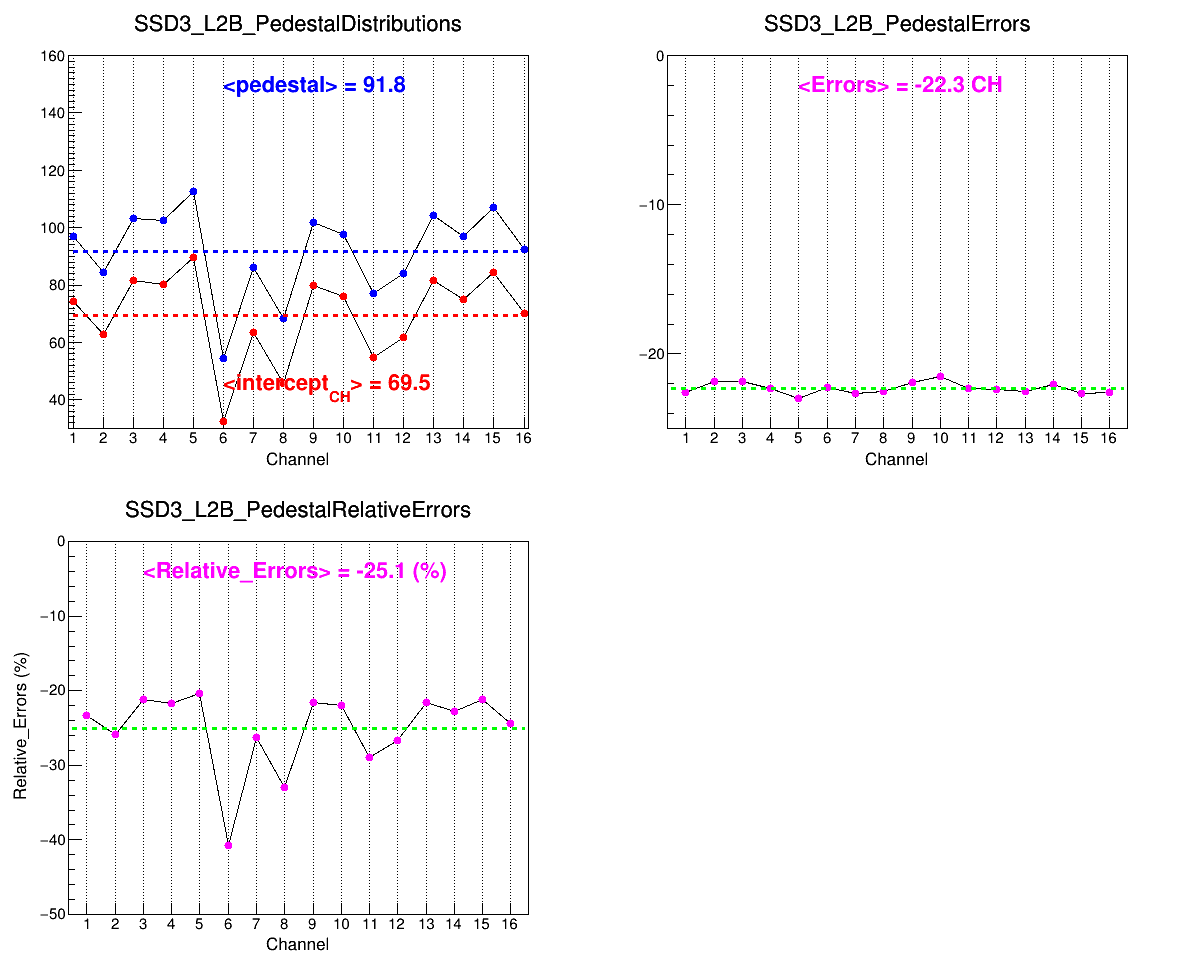 SSD3_L2B_PedestalDistributions
<pedestal> = 91.8
160
140
120
100
80
60
40
<intercept_CH> = 69.5
1 2 3 4 5 6 7 8 9 10 11 12 13 14 15 16
Channel
SSD3_L2B_PedestalErrors
<Errors> = -22.3 CH
0
−10
−20
1 2 3 4 5 6 7 8 9 10 11 12 13 14 15 16
Channel
SSD3_L2B_PedestalRelativeErrors
<Relative_Errors> = -25.1 (%)
Relative_Errors (%)
0
−10
−20
−30
−40
−50
1 2 3 4 5 6 7 8 9 10 11 12 13 14 15 16
Channel